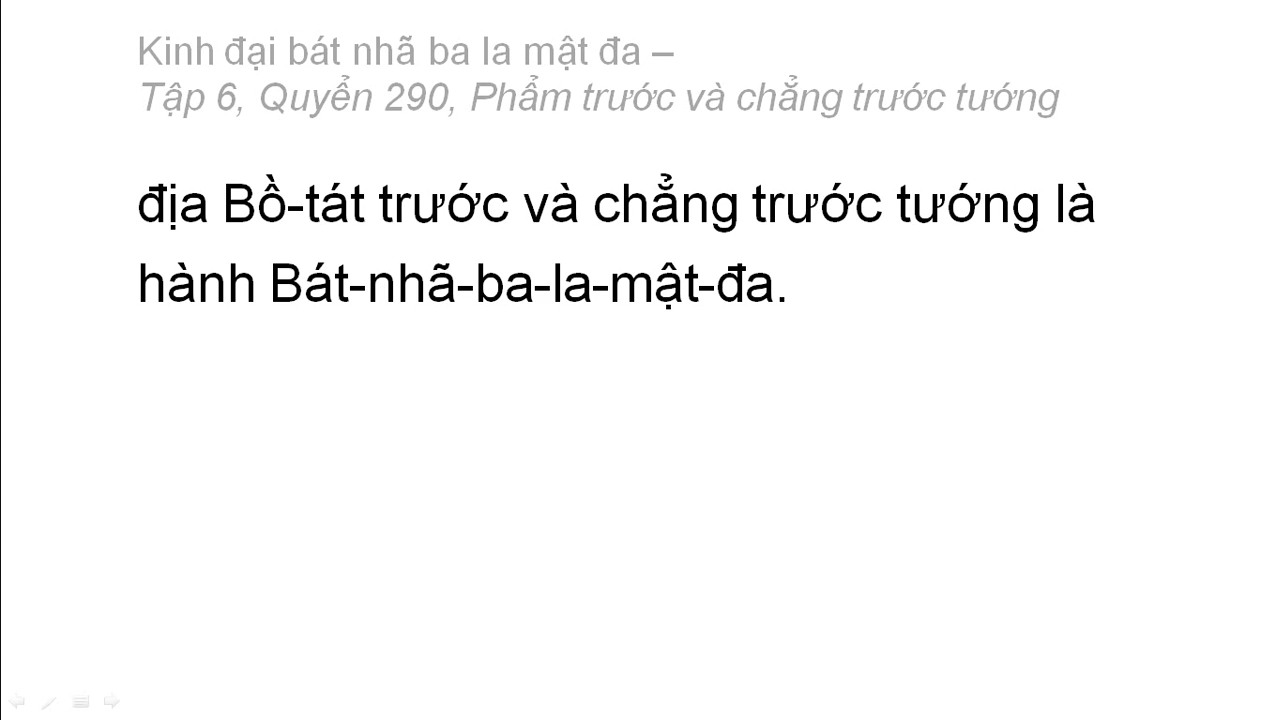 Kinh đại bát nhã ba la mật đa –
Tập 6, Quyển 290, Phẩm trước và chẳng trước tướng
địa Bồ-tát trước và chẳng trước tướng là
hành Bát-nhã-ba-la-mật-đa.